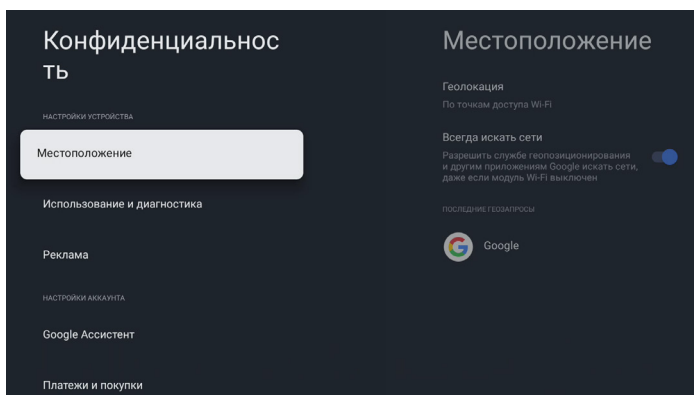 Конфиденциальнос
ть
НАСТРОЙКИ УСТРОЙСТВА
Местоположение
Использование и диагностика
Реклама
НАСТРОЙКИ АККАУНТА
Google Ассистент
Платежи и покупки
Местоположение
Геолокация
По точкам доступа Wi-Fi
Всегда искать сети
Разрешить службе геопозиционирования
и другим приложениям Google искать сети,
даже если модуль Wi-Fi выключен
ПОСЛЕДНИЕ ГЕОЗАПРОСЫ
Google